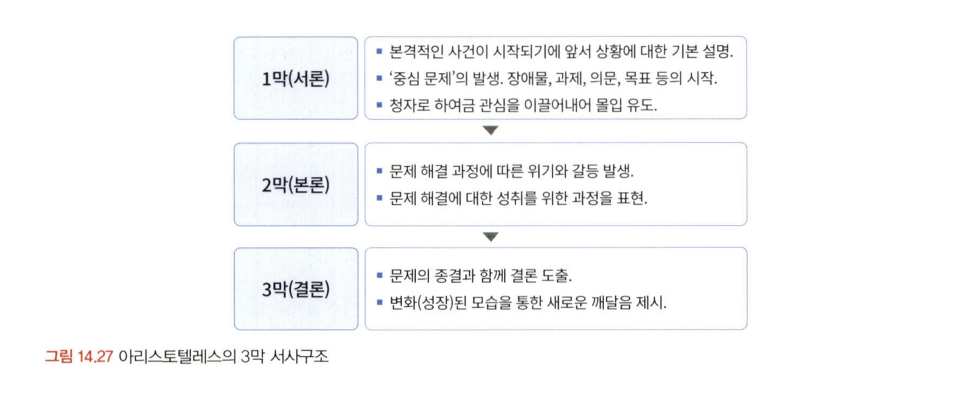 1막(서론)
▪ 본격적인 사건이 시작되기에 앞서 상황에 대한 기본 설명.
▪ ‘중심 문제’의 발생. 장애물, 과제, 의문, 목표 등의 시작.
▪ 청자로 하여금 관심을 이끌어내어 몰입 유도.
2막(본론)
▪ 문제 해결 과정에 따른 위기와 갈등 발생.
▪ 문제 해결에 대한 성취를 위한 과정을 표현.
3막(결론)
▪ 문제의 종결과 함께 결론 도출.
▪ 변화(성장)된 모습을 통한 새로운 깨달음 제시.
그림 14.27 아리스토텔레스의 3막 서사구조